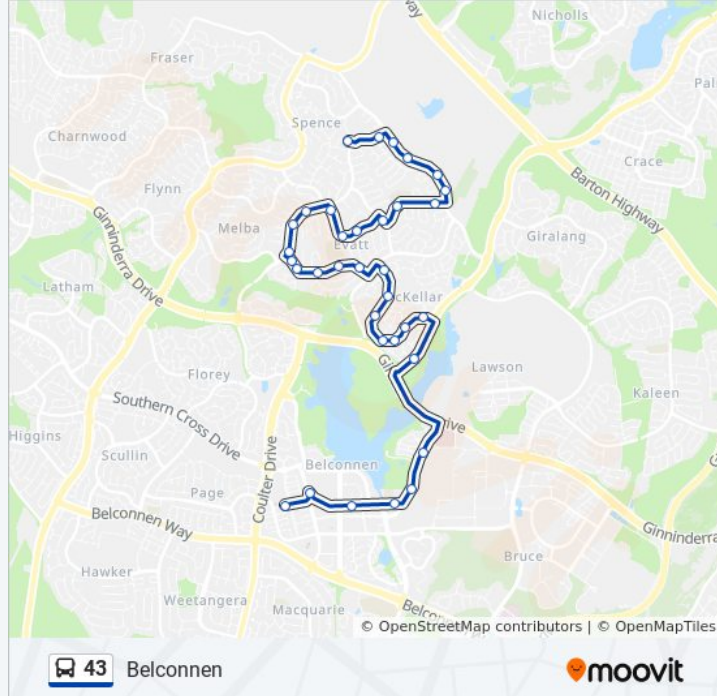 Nicholls
Fraser
Spence
Charnwood
Crace
Barton Highway
Flynn
Melba
Evatt
Giralang
Ginninderra Drive
Latham
McKellar
Lawson
Florey
Kaleen
Southern Cross Drive
Higgins
Scullin
Coulter Drive
Belconnen
Page
Belconnen Way
Ginninderra
Bruce
Hawker
Weetangera
Macquarie
© OpenStreetMap contributors | © OpenMapTiles
43 Belconnen
moovit